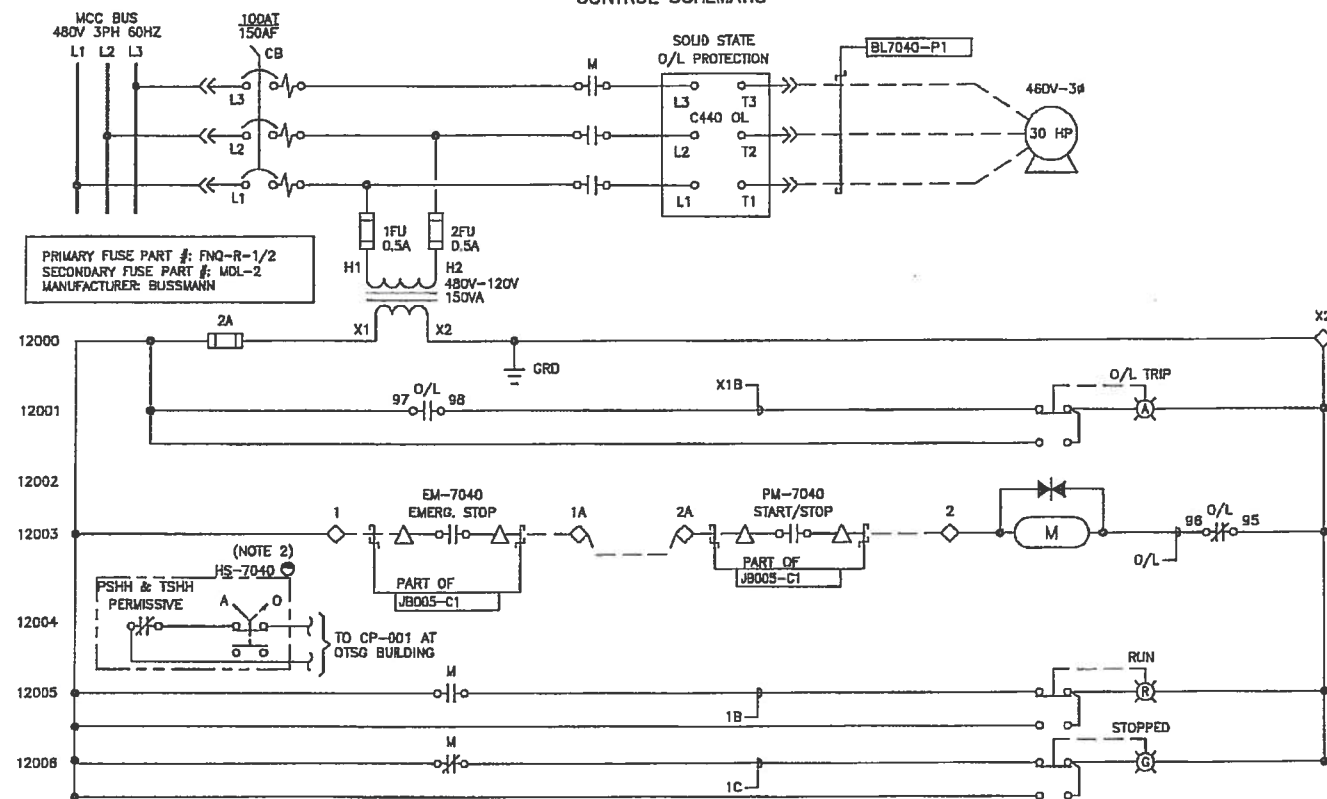 CONTROL SCHEMATIC
MCC BUS
480V 3PH 60HZ
L1 L2 L3
100AT
150AF
CB
L3
L2
L1
M
SOLID STATE
O/L PROTECTION
L3 T3
C440 OL
L2 T2
L1 T1
BL7040-P1
460V-3ø
30 HP
1FU
0.5A
2FU
0.5A
H1 H2
480V-120V
150VA
X1 X2
PRIMARY FUSE PART #: FNQ-R-1/2
SECONDARY FUSE PART #: MDL-2
MANUFACTURER: BUSSMANN
12000
2A
GRD
X2
12001
97 O/L 98
X1B
O/L TRIP
A
12002
12003
1
EM-7040
EMERG. STOP
PART OF
JB005-C1
1A
2A
PM-7040
START/STOP
PART OF
JB005-C1
2
M
96 O/L 95
O/L
(NOTE 2)
HS-7040
PSHH & TSHH
PERMISSIVE
A O
12004
TO CP-001 AT
OTSG BUILDING
12005
M
1B
RUN
R
12006
M
1C
STOPPED
G